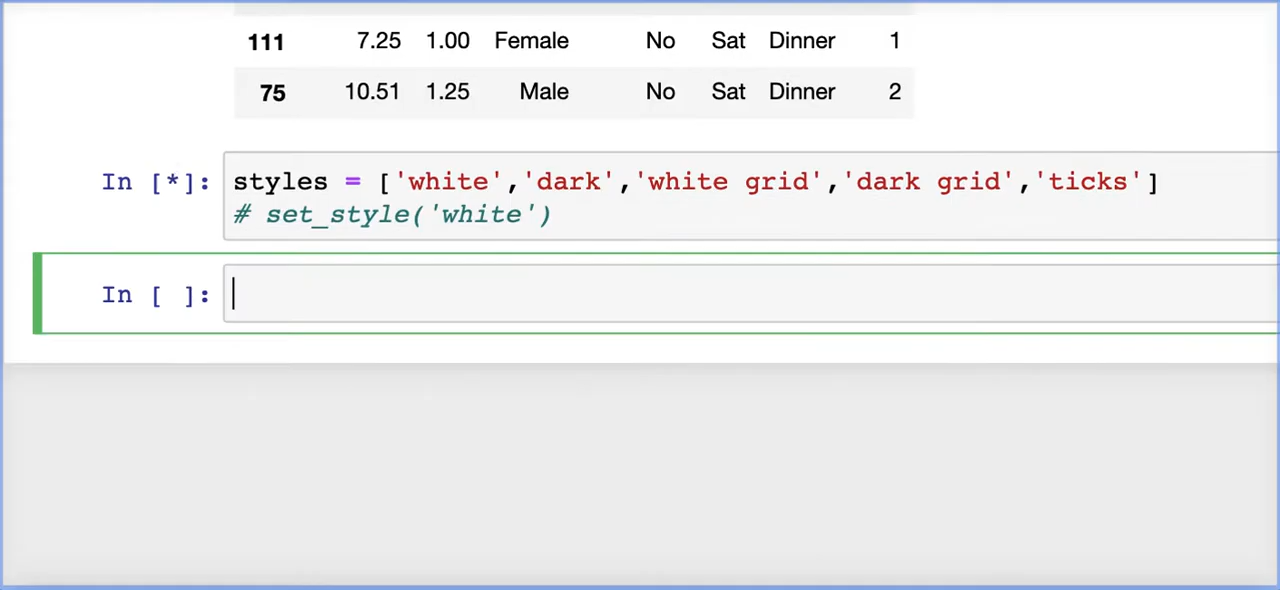 111 7.25 1.00 Female No Sat Dinner 1
75 10.51 1.25 Male No Sat Dinner 2
In [*]: styles = ['white','dark','white grid','dark grid','ticks']
# set_style('white')
In [ ]: